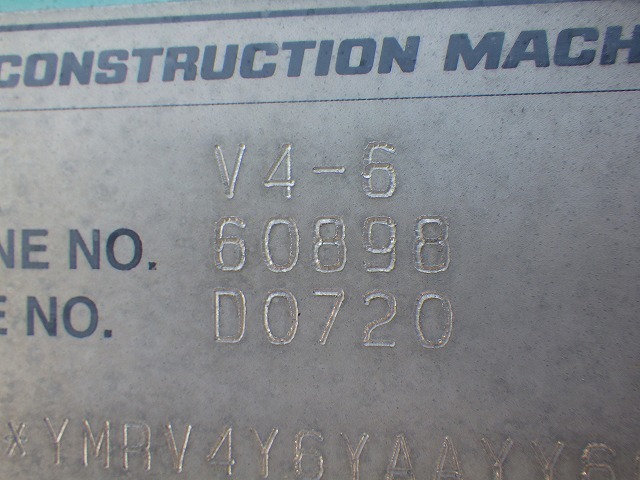 CONSTRUCTION MACH
V4-6
NE NO. 60898
E NO. D0720
*YMRV4Y6YAAYY6